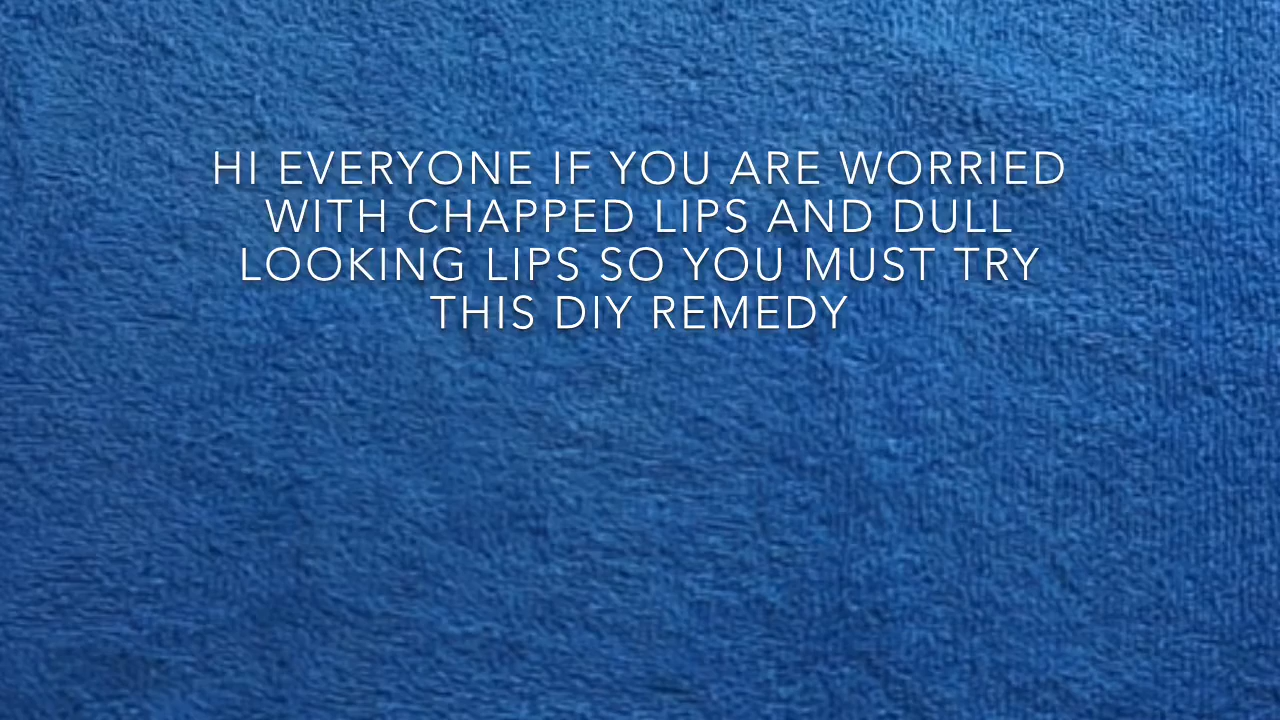 HI EVERYONE IF YOU ARE WORRIED
WITH CHAPPED LIPS AND DULL
LOOKING LIPS SO YOU MUST TRY
THIS DIY REMEDY